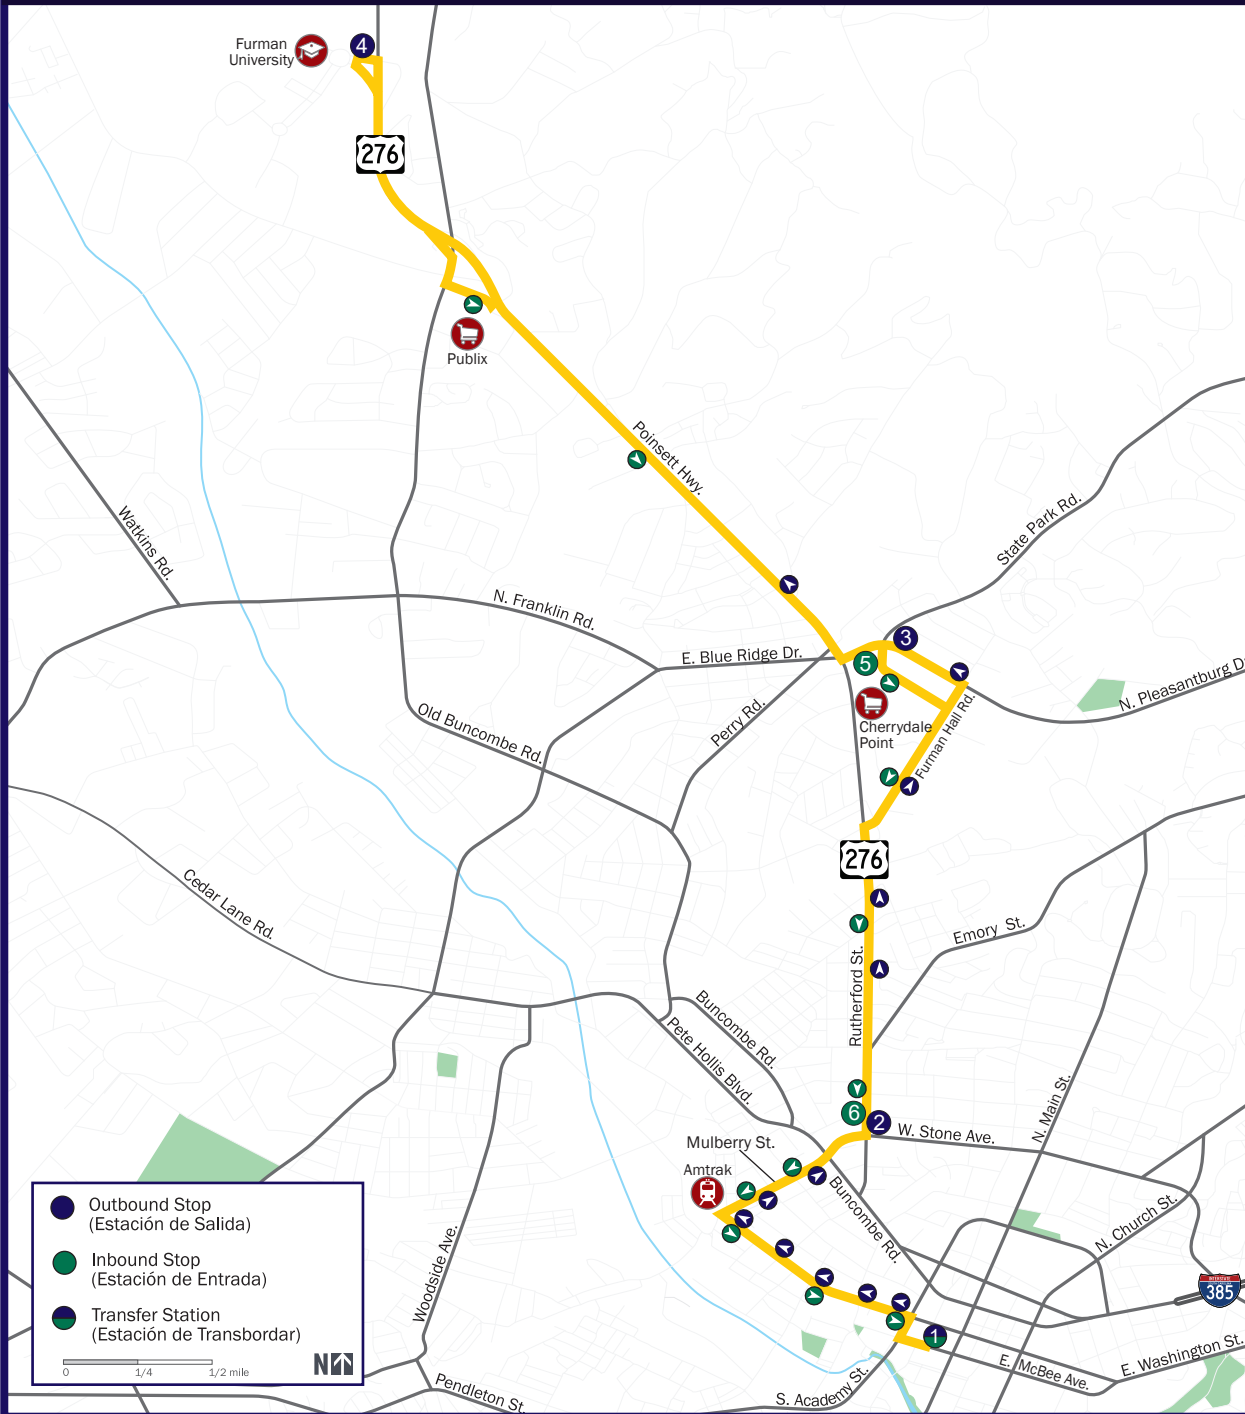 Furman
University
4
276
Publix
Poinsett Hwy.
State Park Rd.
Watkins Rd.
N. Franklin Rd.
E. Blue Ridge Dr.
3
5
N. Pleasantburg D
Cherrydale
Point
Furman Hall Rd.
Perry Rd.
Old Buncombe Rd.
276
Cedar Lane Rd.
Emory St.
Rutherford St.
Buncombe Rd.
Pete Hollis Blvd.
N. Main St.
6
2
W. Stone Ave.
Mulberry St.
Amtrak
Buncombe Rd.
N. Church St.
Woodside Ave.
INTERSTATE
385
1
E. McBee Ave.
E. Washington St.
S. Academy St.
Pendleton St.
Outbound Stop
(Estación de Salida)
Inbound Stop
(Estación de Entrada)
Transfer Station
(Estación de Transbordar)
0 1/4 1/2 mile
N